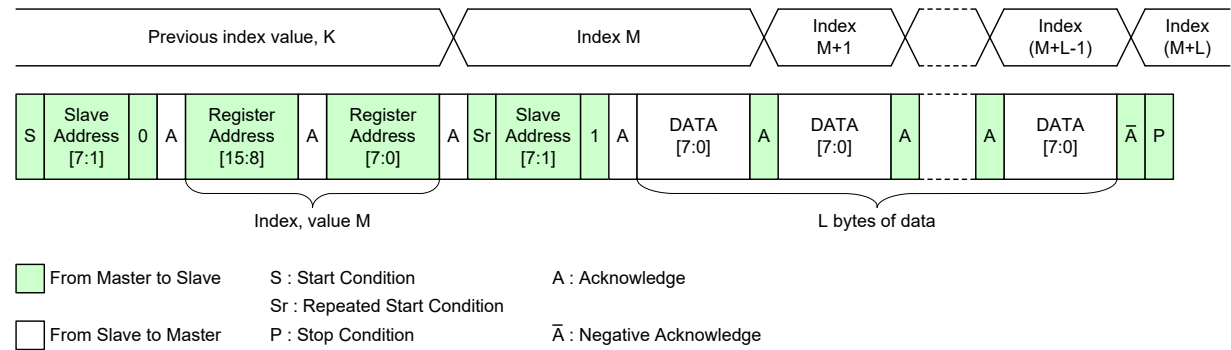 Previous index value, K
Index M
Index
M+1
Index
(M+L-1)
Index
(M+L)
S
Slave
Address
[7:1]
0
A
Register
Address
[15:8]
A
Register
Address
[7:0]
A
Sr
Slave
Address
[7:1]
1
A
DATA
[7:0]
A
DATA
[7:0]
A
A
DATA
[7:0]
A̅
P
Index, value M
L bytes of data
From Master to Slave
S : Start Condition
A : Acknowledge
Sr : Repeated Start Condition
From Slave to Master
P : Stop Condition
A̅ : Negative Acknowledge